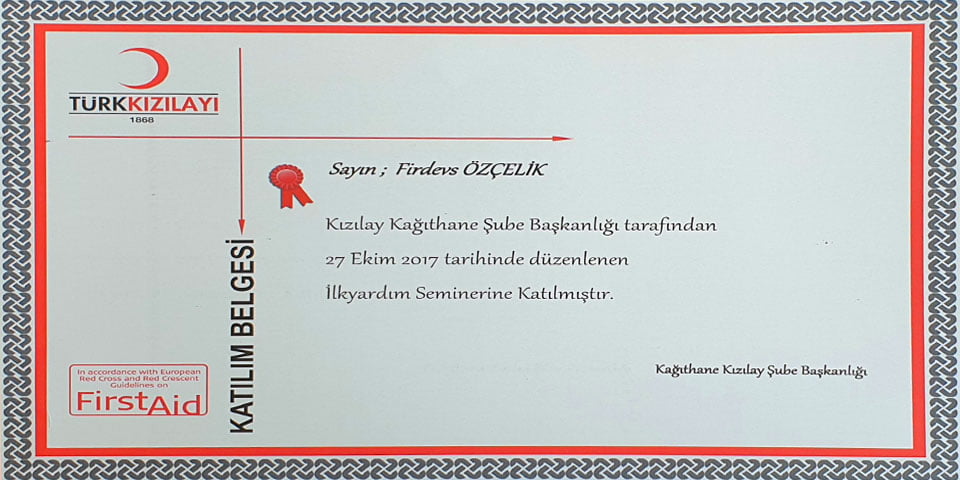 TÜRKKIZILAYI
1868
Sayın ; Firdevs ÖZÇELİK
Kızılay Kağıthane Şube Başkanlığı tarafından
27 Ekim 2017 tarihinde düzenlenen
İlkyardım Seminerine Katılmıştır.
KATILIM BELGESİ
Kağıthane Kızılay Şube Başkanlığı
In accordance with European
Red Cross and Red Crescent
Guidelines on
FirstAid